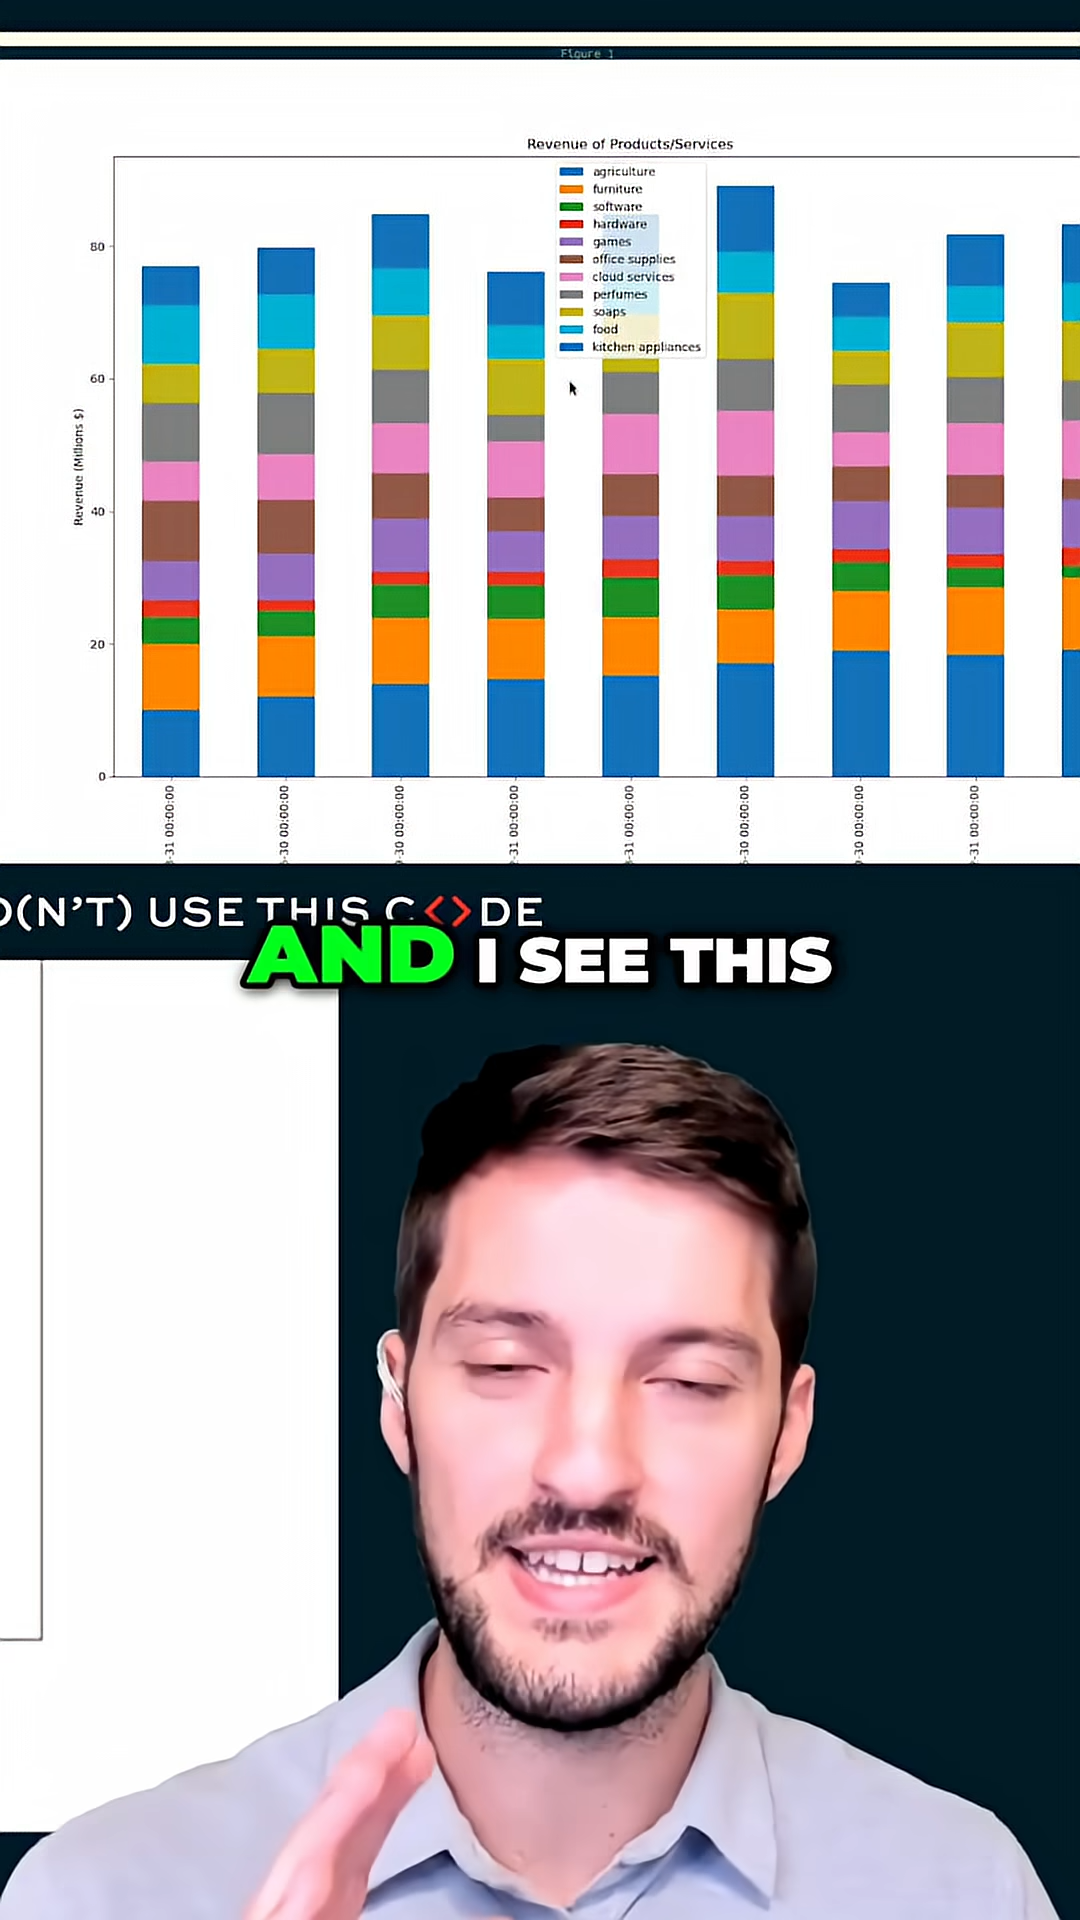 Figure 1
Revenue of Products/Services
agriculture
furniture
software
hardware
games
office supplies
cloud services
perfumes
soaps
food
kitchen appliances
Revenue (Millions $)
80
60
40
20
0
-31 00:00:00
-30 00:00:00
-30 00:00:00
-31 00:00:00
-31 00:00:00
-30 00:00:00
-30 00:00:00
-31 00:00:00
(N'T) USE THIS C<>DE
AND I SEE THIS